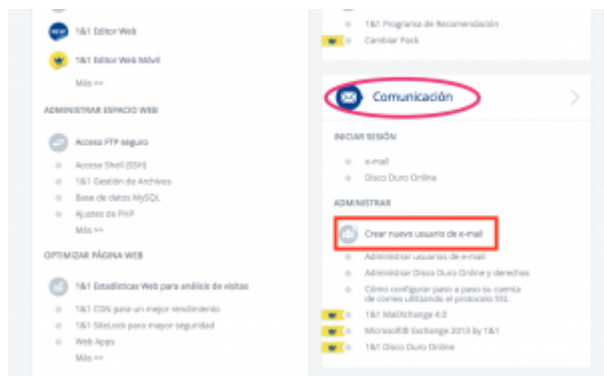 1&1 Editor Web
1&1 Editor Web Móvil
Más >>
ADMINISTRAR ESPACIO WEB
Acceso FTP seguro
Acceso Shell (SSH)
1&1 Gestión de Archivos
Base de datos MySQL
Ajustes de PHP
Más >>
OPTIMIZAR PÁGINA WEB
1&1 Estadísticas Web para análisis de visitas
1&1 CDN para un mejor rendimiento
1&1 SiteLock para mayor seguridad
Web Apps
Más >>
1&1 Programa de Recomendación
Cambiar Pack
Comunicación
INICIAR SESIÓN
e-mail
Disco Duro Online
ADMINISTRAR
Crear nuevo usuario de e-mail
Administrar usuarios de e-mail
Administrar Disco Duro Online y derechos
Cómo configurar paso a paso su cuenta
de correo utilizando el protocolo SSL
1&1 MailXchange 4.0
Microsoft® Exchange 2013 by 1&1
1&1 Disco Duro Online